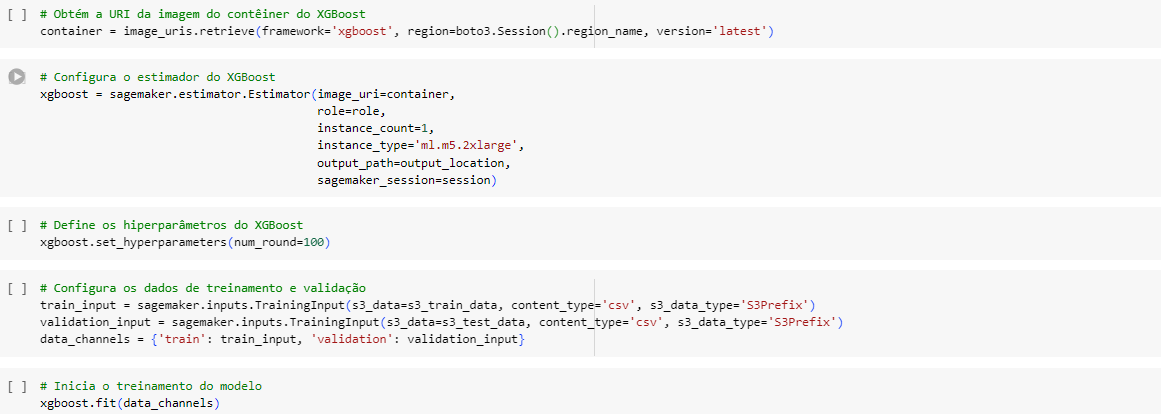 [ ] # Obtém a URI da imagem do contêiner do XGBoost
container = image_uris.retrieve(framework='xgboost', region=boto3.Session().region_name, version='latest')
# Configura o estimador do XGBoost
xgboost = sagemaker.estimator.Estimator(image_uri=container,
role=role,
instance_count=1,
instance_type='ml.m5.2xlarge',
output_path=output_location,
sagemaker_session=session)
[ ] # Define os hiperparâmetros do XGBoost
xgboost.set_hyperparameters(num_round=100)
[ ] # Configura os dados de treinamento e validação
train_input = sagemaker.inputs.TrainingInput(s3_data=s3_train_data, content_type='csv', s3_data_type='S3Prefix')
validation_input = sagemaker.inputs.TrainingInput(s3_data=s3_test_data, content_type='csv', s3_data_type='S3Prefix')
data_channels = {'train': train_input, 'validation': validation_input}
[ ] # Inicia o treinamento do modelo
xgboost.fit(data_channels)